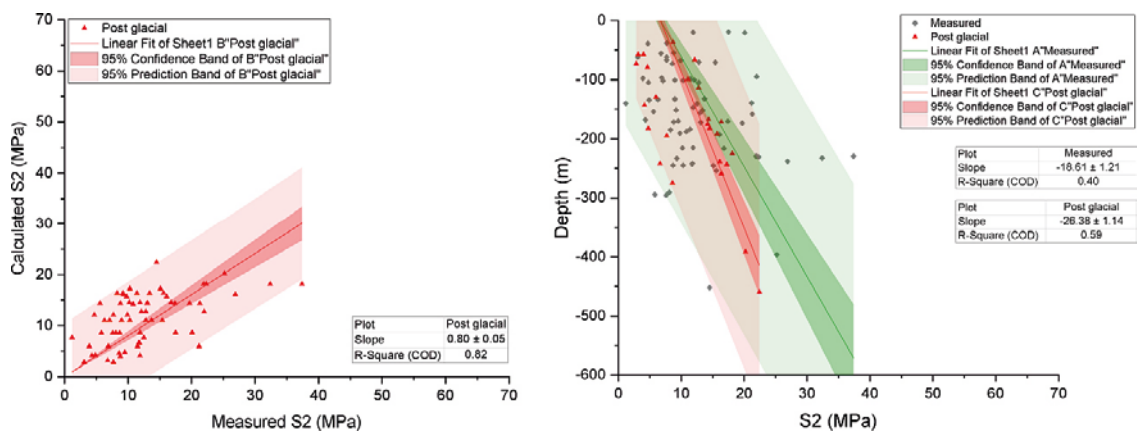 70
60
50
40
30
20
10
0
Calculated S2 (MPa)
Post glacial
Linear Fit of Sheet1 B"Post glacial"
95% Confidence Band of B"Post glacial"
95% Prediction Band of B"Post glacial"
Plot Post glacial
Slope 0.80 ± 0.05
R-Square (COD) 0.82
0 10 20 30 40 50 60 70
Measured S2 (MPa)
-0
-100
-200
-300
-400
-500
-600
Depth (m)
Measured
Post glacial
Linear Fit of Sheet1 A"Measured"
95% Confidence Band of A"Measured"
95% Prediction Band of A"Measured"
Linear Fit of Sheet1 C"Post glacial"
95% Confidence Band of C"Post glacial"
95% Prediction Band of C"Post glacial"
Plot Measured
Slope -18.61 ± 1.21
R-Square (COD) 0.40
Plot Post glacial
Slope -26.38 ± 1.14
R-Square (COD) 0.59
0 10 20 30 40 50 60 70
S2 (MPa)